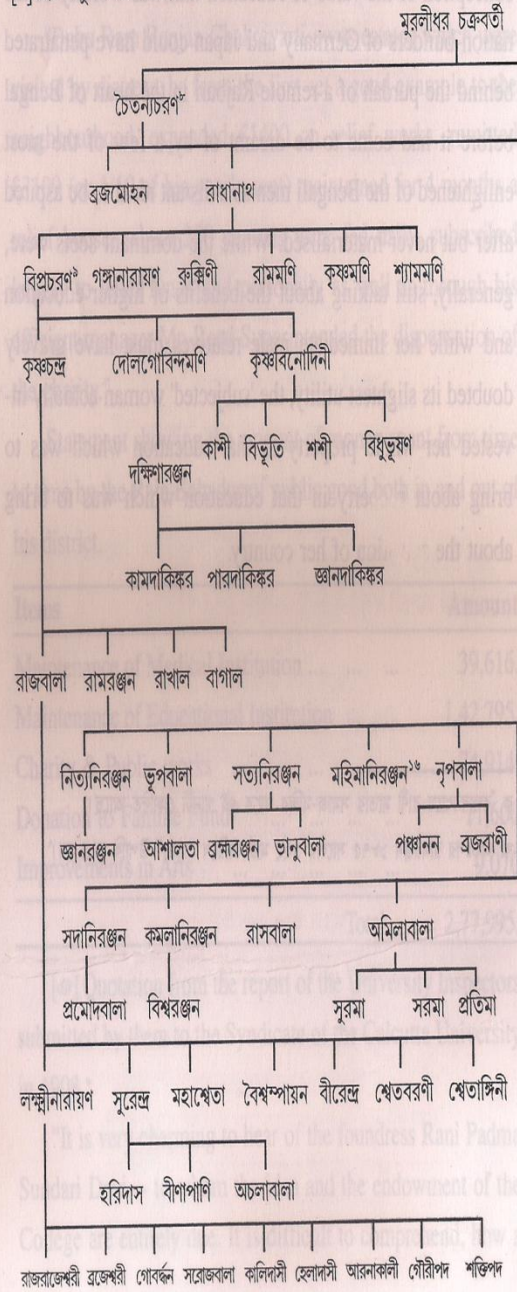 মুরলীধর চক্রবর্তী
চৈতন্যচরণ৺
ব্রজমোহন রাধানাথ
বিপ্রচরণ৯ গঙ্গানারায়ণ রুক্মিণী রামমণি কৃষ্ণমণি শ্যামমণি
কৃষ্ণচন্দ্র দোলগোবিন্দমণি কৃষ্ণবিনোদিনী
কাশী বিভূতি শশী বিধুভূষণ
দক্ষিণারঞ্জন
কামদাকিঙ্কর পারদাকিঙ্কর জ্ঞানদাকিঙ্কর
রাজবালা রামরঞ্জন রাখাল বাগাল
নিত্যনিরঞ্জন ভূপবালা সত্যনিরঞ্জন মহিমানিরঞ্জন১৬ নৃপবালা
জ্ঞানরঞ্জন আশালতা ব্রহ্মরঞ্জন ভানুবালা পঞ্চানন ব্রজরাণী
সদানিরঞ্জন কমলানিরঞ্জন রাসবালা অমিলাবালা
প্রমোদবালা বিশ্বরঞ্জন সুরমা সরমা প্রতিমা
লক্ষ্মীনারায়ণ সুরেন্দ্র মহাশ্বেতা বৈশম্পায়ন বীরেন্দ্র শ্বেতবরণী শ্বেতাঙ্গিনী
হরিদাস বীণাপাণি অচলাবালা
রাজরাজেশ্বরী ব্রজেশ্বরী গোবর্দ্ধন সরোজবালা কালিদাসী হেলাদাসী আরনাকালী গৌরীপদ শক্তিপদ